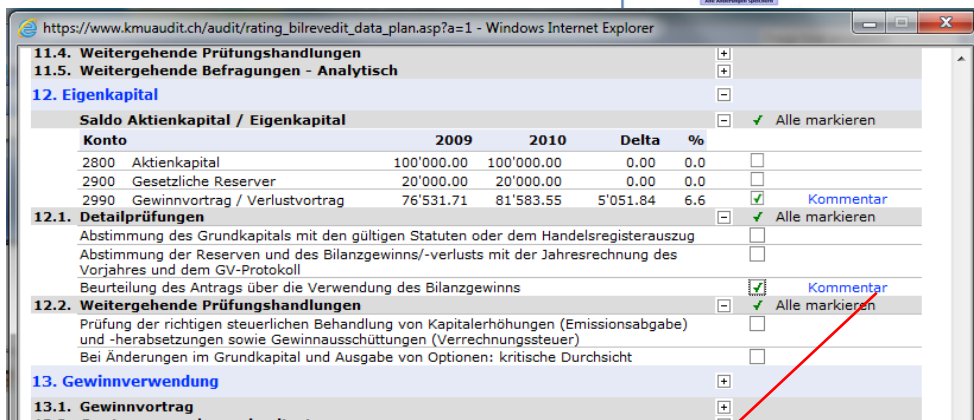 Alle Änderungen speichern
https://www.kmuaudit.ch/audit/rating_bilrevedit_data_plan.asp?a=1 - Windows Internet Explorer
11.4. Weitergehende Prüfungshandlungen
11.5. Weitergehende Befragungen - Analytisch
12. Eigenkapital
Saldo Aktienkapital / Eigenkapital Alle markieren
Konto 2009 2010 Delta %
2800 Aktienkapital 100'000.00 100'000.00 0.00 0.0
2900 Gesetzliche Reserver 20'000.00 20'000.00 0.00 0.0
2990 Gewinnvortrag / Verlustvortrag 76'531.71 81'583.55 5'051.84 6.6 Kommentar
12.1. Detailprüfungen Alle markieren
Abstimmung des Grundkapitals mit den gültigen Statuten oder dem Handelsregisterauszug
Abstimmung der Reserven und des Bilanzgewinns/-verlusts mit der Jahresrechnung des
Vorjahres und dem GV-Protokoll
Beurteilung des Antrags über die Verwendung des Bilanzgewinns Kommentar
12.2. Weitergehende Prüfungshandlungen Alle markieren
Prüfung der richtigen steuerlichen Behandlung von Kapitalerhöhungen (Emissionsabgabe)
und -herabsetzungen sowie Gewinnausschüttungen (Verrechnungssteuer)
Bei Änderungen im Grundkapital und Ausgabe von Optionen: kritische Durchsicht
13. Gewinnverwendung
13.1. Gewinnvortrag